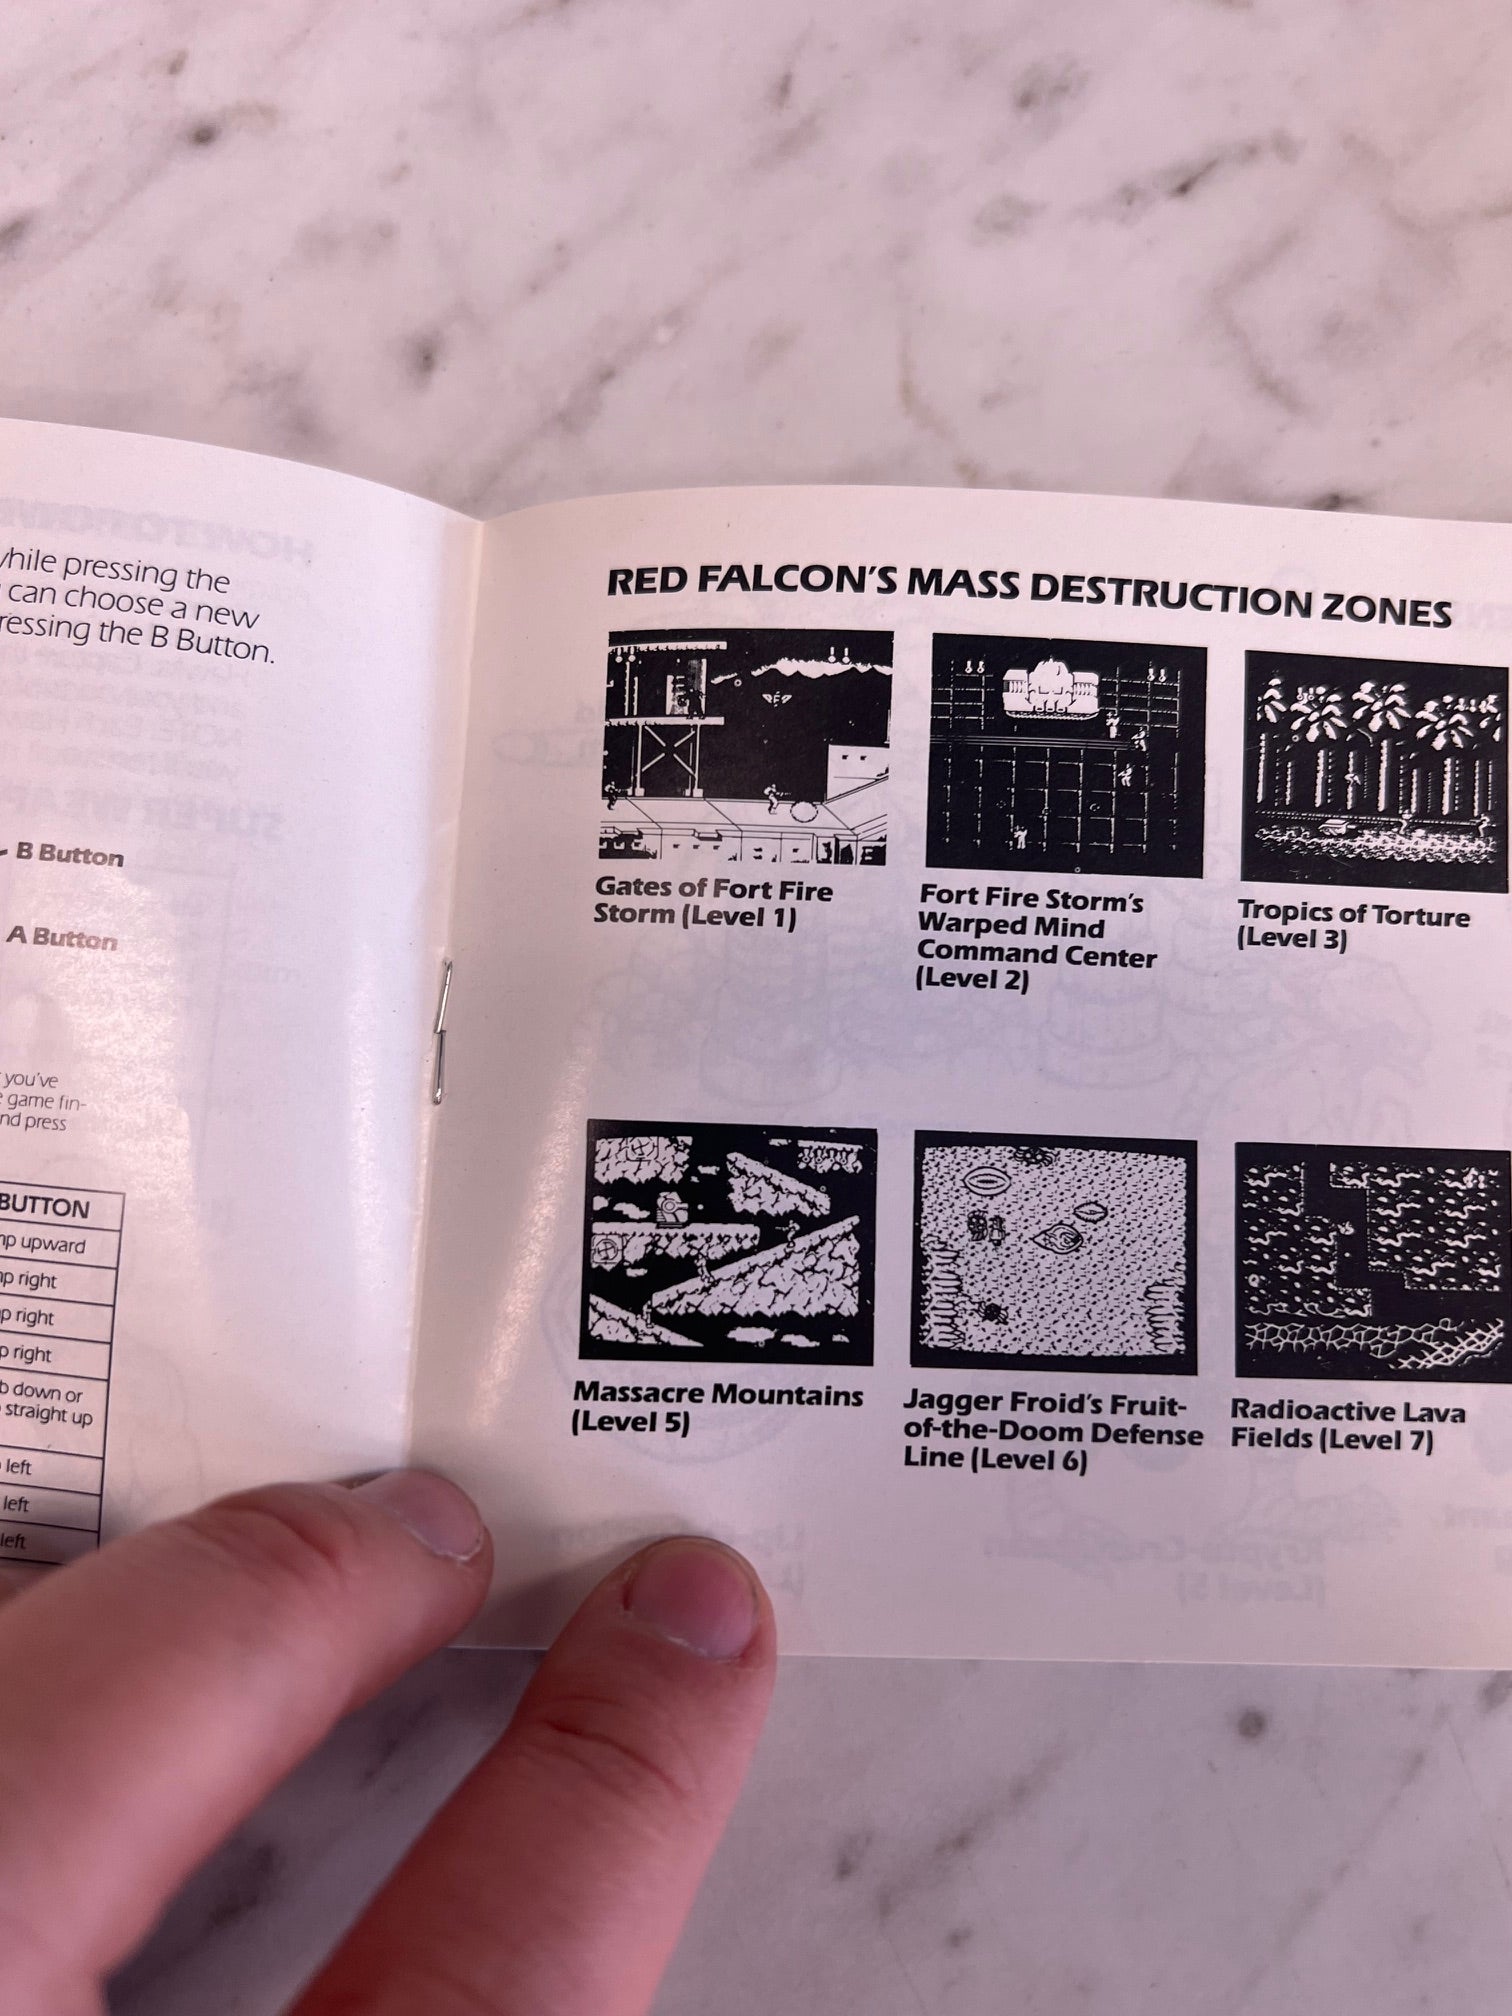 while pressing the
can choose a new
ressing the B Button.
B Button
A Button
you've
game fin-
nd press
BUTTON
mp upward
p right
p right
p right
b down or
straight up
left
left
left
RED FALCON'S MASS DESTRUCTION ZONES
Gates of Fort Fire
Storm (Level 1)
Fort Fire Storm's
Warped Mind
Command Center
(Level 2)
Tropics of Torture
(Level 3)
Massacre Mountains
(Level 5)
Jagger Froid's Fruit-
of-the-Doom Defense
Line (Level 6)
Radioactive Lava
Fields (Level 7)